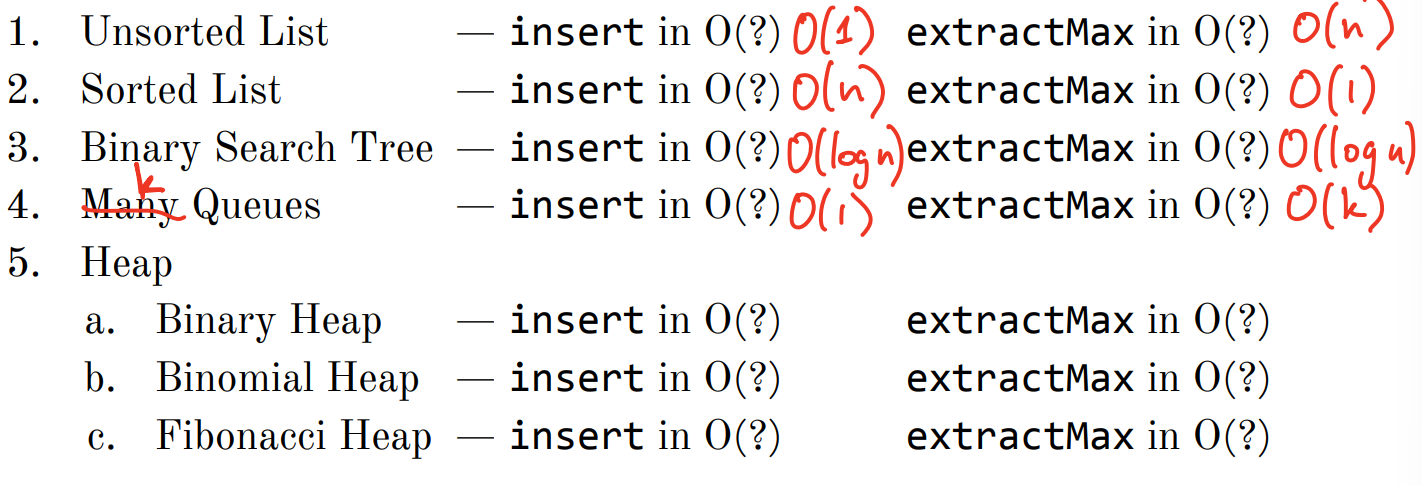 1. Unsorted List — insert in O(?) O(1) extractMax in O(?) O(n)
2. Sorted List — insert in O(?) O(n) extractMax in O(?) O(1)
3. Binary Search Tree — insert in O(?) O(log n) extractMax in O(?) O(log n)
k
4. Many Queues — insert in O(?) O(1) extractMax in O(?) O(k)
5. Heap
a. Binary Heap — insert in O(?) extractMax in O(?)
b. Binomial Heap — insert in O(?) extractMax in O(?)
c. Fibonacci Heap — insert in O(?) extractMax in O(?)